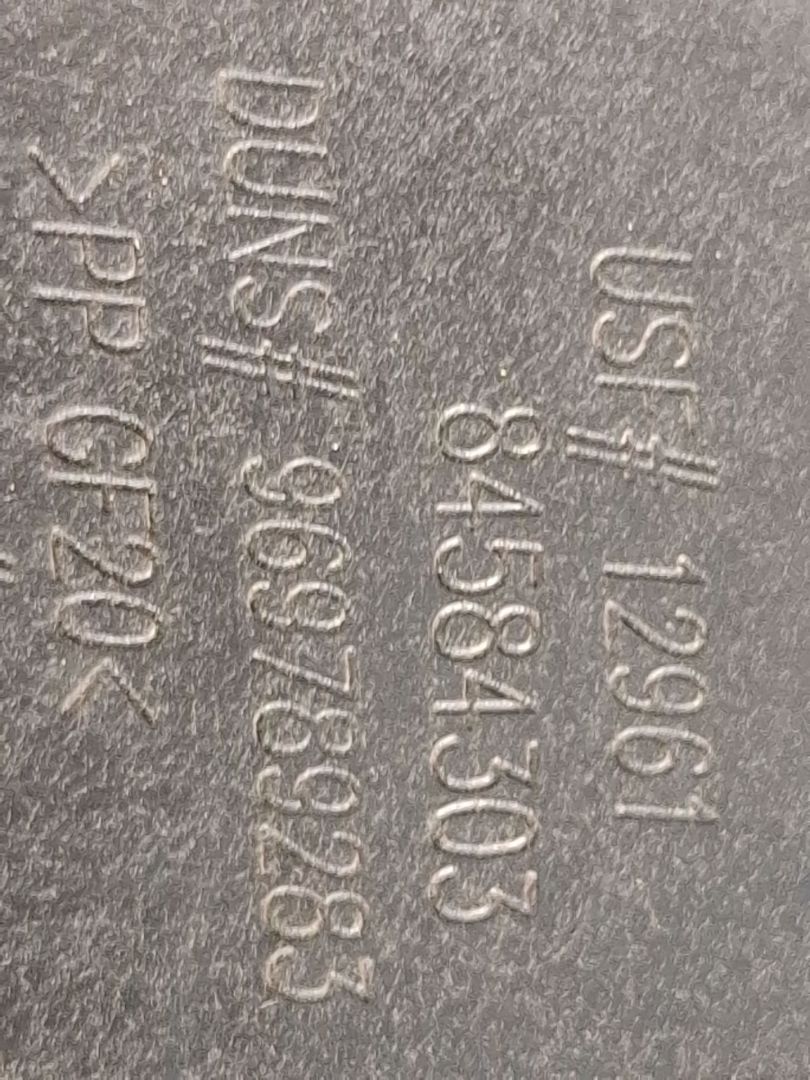 USF# 12961
84584303
DUNS# 969789283
>PP GF20<